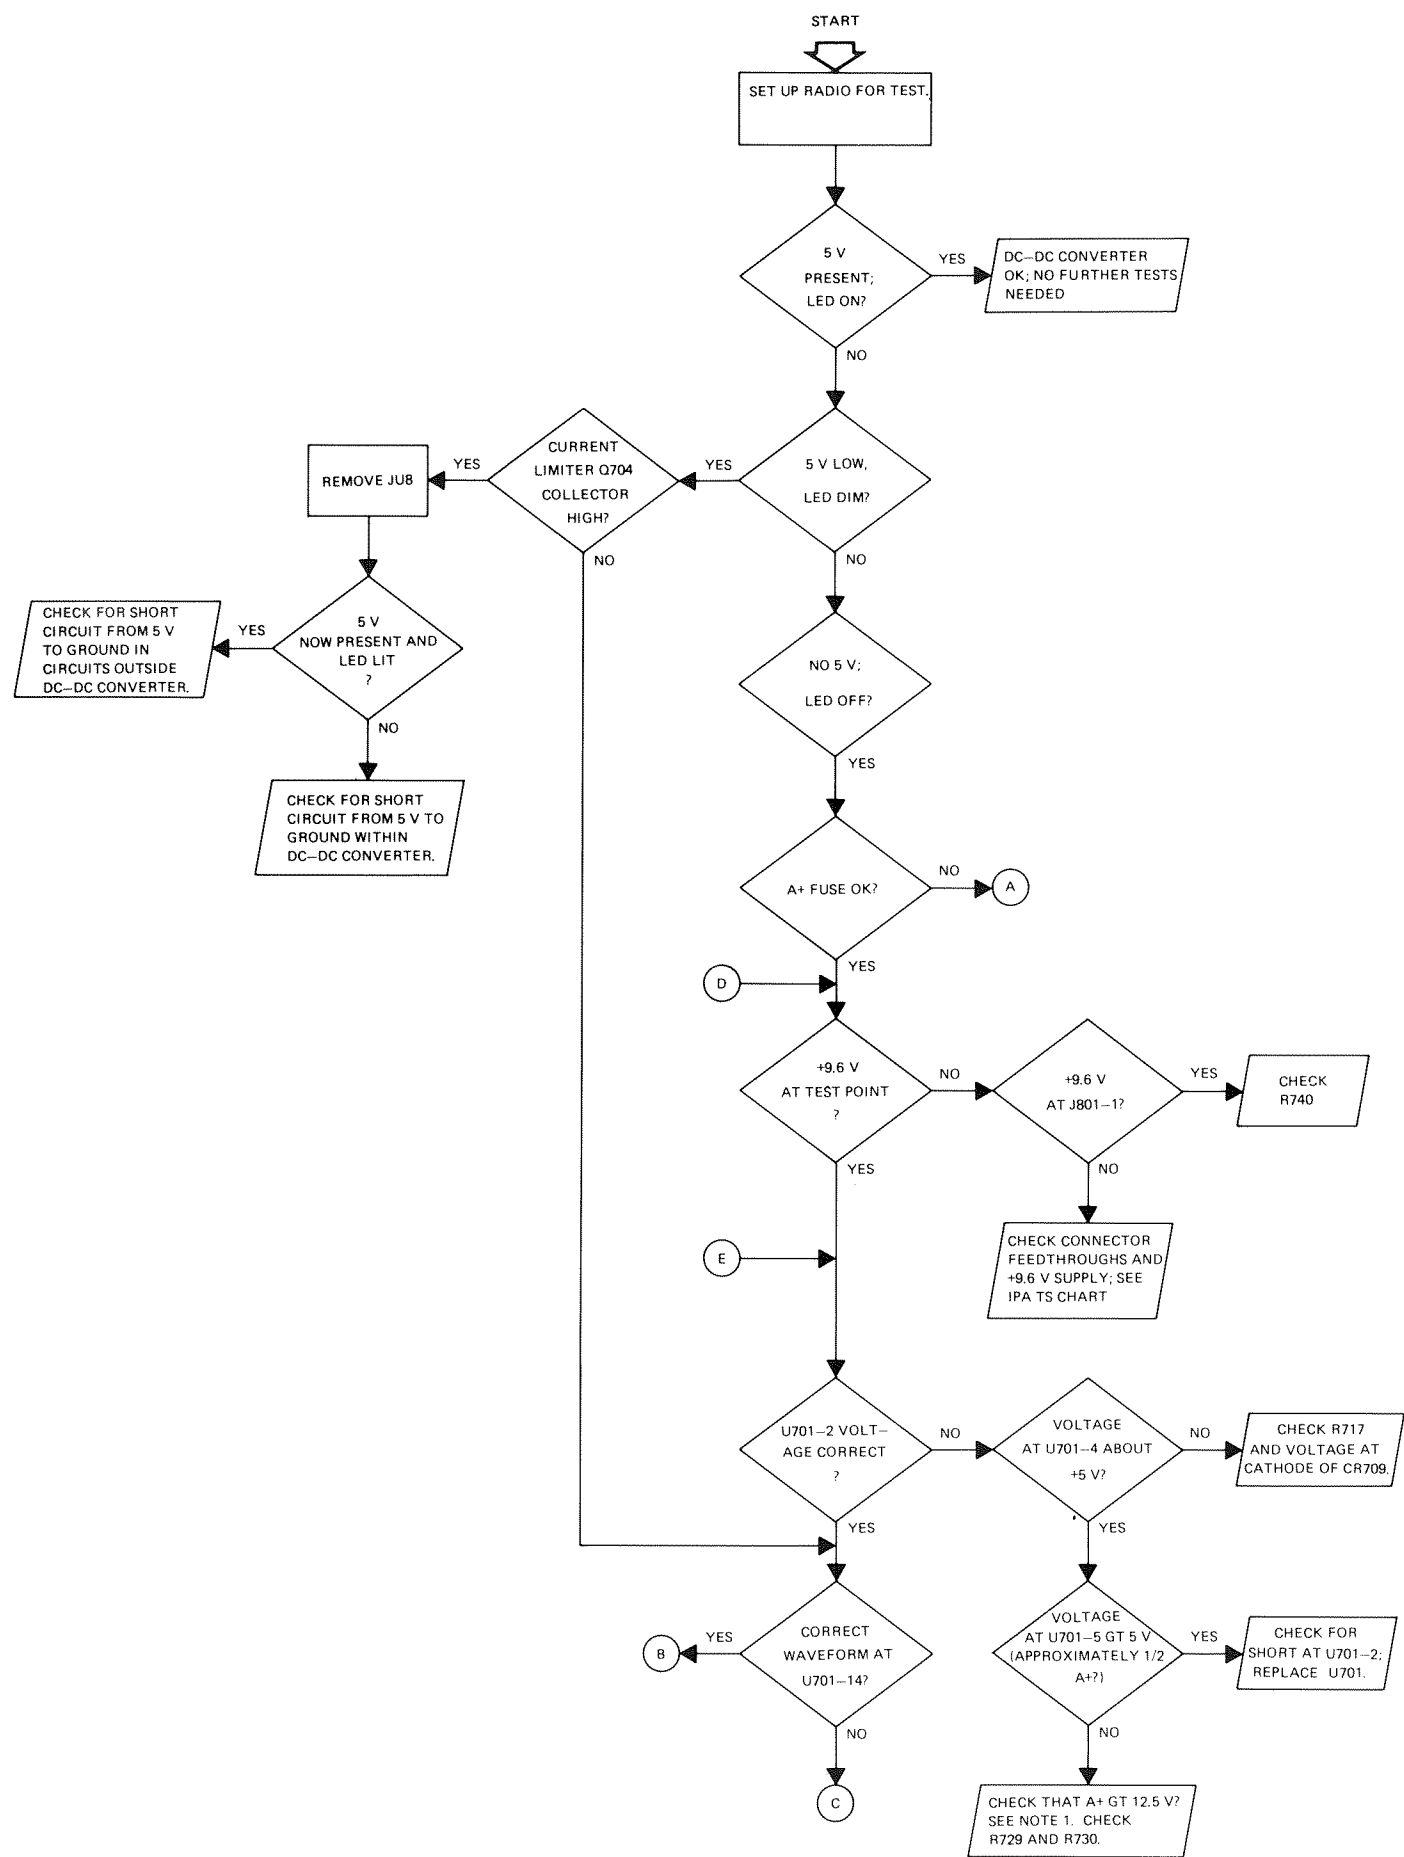 START
SET UP RADIO FOR TEST.
5 V
PRESENT;
LED ON?
YES
DC–DC CONVERTER
OK; NO FURTHER TESTS
NEEDED
NO
5 V LOW,
LED DIM?
YES
CURRENT
LIMITER Q704
COLLECTOR
HIGH?
YES
REMOVE JU8
NO
NO
5 V
NOW PRESENT AND
LED LIT
?
YES
CHECK FOR SHORT
CIRCUIT FROM 5 V
TO GROUND IN
CIRCUITS OUTSIDE
DC–DC CONVERTER.
NO
CHECK FOR SHORT
CIRCUIT FROM 5 V TO
GROUND WITHIN
DC–DC CONVERTER.
NO 5 V;
LED OFF?
YES
A+ FUSE OK?
NO
A
YES
D
+9.6 V
AT TEST POINT
?
NO
+9.6 V
AT J801–1?
YES
CHECK
R740
YES
NO
CHECK CONNECTOR
FEEDTHROUGHS AND
+9.6 V SUPPLY; SEE
IPA TS CHART
E
U701–2 VOLT–
AGE CORRECT
?
NO
VOLTAGE
AT U701–4 ABOUT
+5 V?
NO
CHECK R717
AND VOLTAGE AT
CATHODE OF CR709.
YES
YES
CORRECT
WAVEFORM AT
U701–14?
YES
B
NO
C
VOLTAGE
AT U701–5 GT 5 V
(APPROXIMATELY 1/2
A+?)
YES
CHECK FOR
SHORT AT U701–2;
REPLACE U701.
NO
CHECK THAT A+ GT 12.5 V?
SEE NOTE 1. CHECK
R729 AND R730.